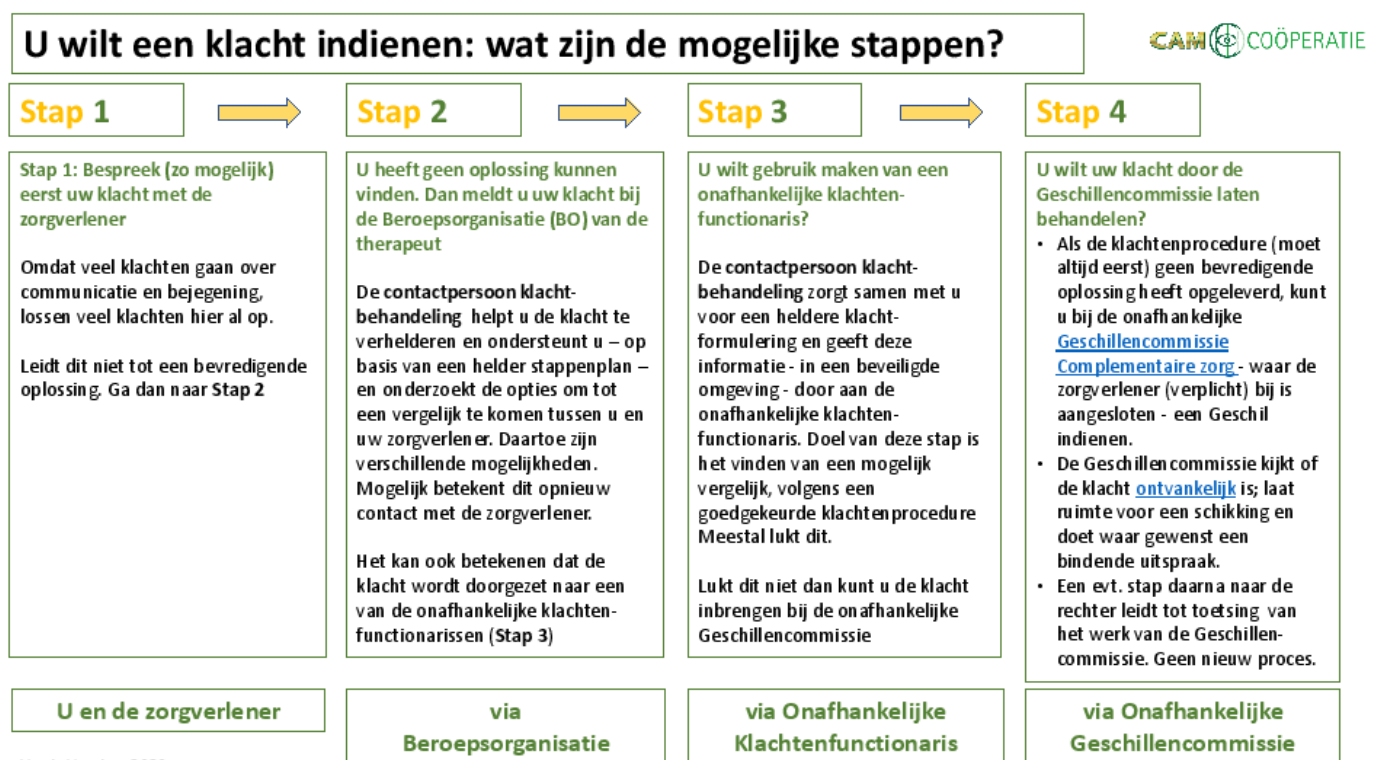 U wilt een klacht indienen: wat zijn de mogelijke stappen?
CAM COÖPERATIE
Stap 1
Stap 2
Stap 3
Stap 4
Stap 1: Bespreek (zo mogelijk)
eerst uw klacht met de
zorgverlener
Omdat veel klachten gaan over
communicatie en bejegening,
lossen veel klachten hier al op.
Leidt dit niet tot een bevredigende
oplossing. Ga dan naar Stap 2
U heeft geen oplossing kunnen
vinden. Dan meldt u uw klacht bij
de Beroepsorganisatie (BO) van de
therapeut
De contactpersoon klacht-
behandeling helpt u de klacht te
verhelderen en ondersteunt u – op
basis van een helder stappenplan –
en onderzoekt de opties om tot
een vergelijk te komen tussen u en
uw zorgverlener. Daartoe zijn
verschillende mogelijkheden.
Mogelijk betekent dit opnieuw
contact met de zorgverlener.
Het kan ook betekenen dat de
klacht wordt doorgezet naar een
van de onafhankelijke klachten-
functionarissen (Stap 3)
U wilt gebruik maken van een
onafhankelijke klachten-
functionaris?
De contactpersoon klacht-
behandeling zorgt samen met u
voor een heldere klacht-
formulering en geeft deze
informatie - in een beveiligde
omgeving - door aan de
onafhankelijke klachten-
functionaris. Doel van deze stap is
het vinden van een mogelijk
vergelijk, volgens een
goedgekeurde klachtenprocedure
Meestal lukt dit.
Lukt dit niet dan kunt u de klacht
inbrengen bij de onafhankelijke
Geschillencommissie
U wilt uw klacht door de
Geschillencommissie laten
behandelen?
• Als de klachtenprocedure (moet
altijd eerst) geen bevredigende
oplossing heeft opgeleverd, kunt
u bij de onafhankelijke
Geschillencommissie
Complementaire zorg - waar de
zorgverlener (verplicht) bij is
aangesloten - een Geschil
indienen.
• De Geschillencommissie kijkt of
de klacht ontvankelijk is; laat
ruimte voor een schikking en
doet waar gewenst een
bindende uitspraak.
• Een evt. stap daarna naar de
rechter leidt tot toetsing van
het werk van de Geschillen-
commissie. Geen nieuw proces.
U en de zorgverlener
via
Beroepsorganisatie
via Onafhankelijke
Klachtenfunctionaris
via Onafhankelijke
Geschillencommissie